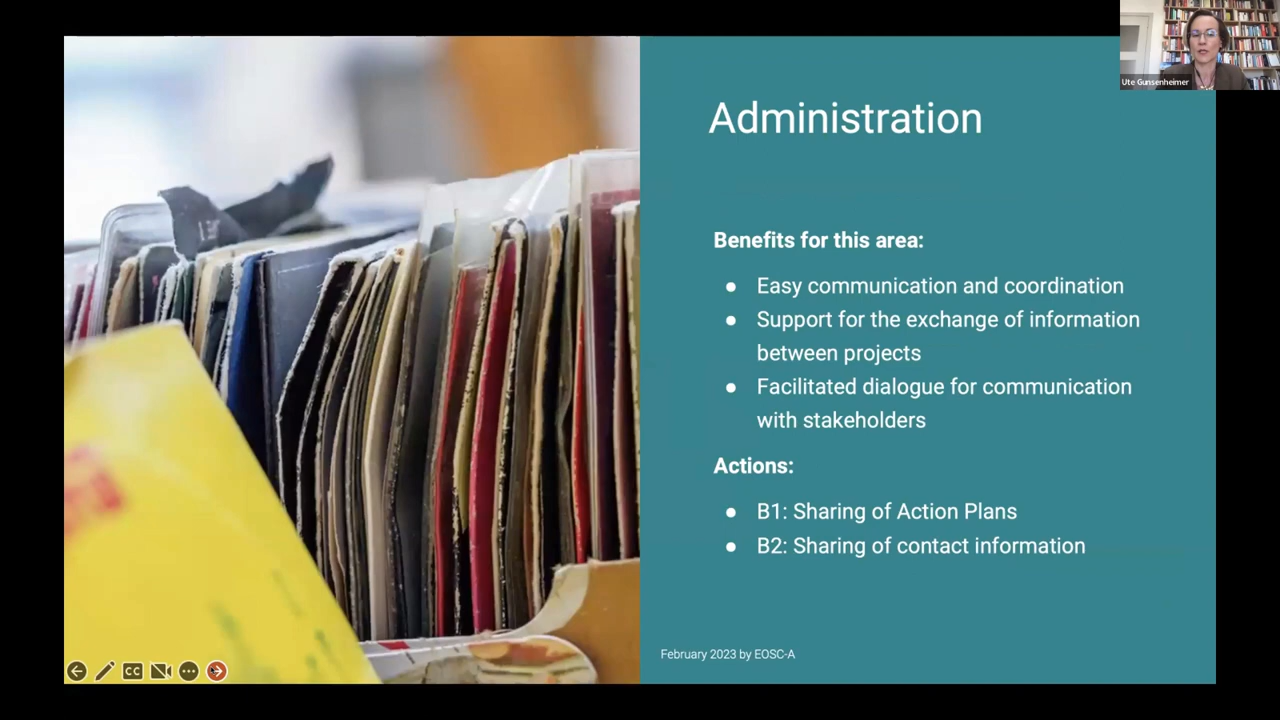 Ute Gunsenheimer
Administration
Benefits for this area:
● Easy communication and coordination
● Support for the exchange of information
between projects
● Facilitated dialogue for communication
with stakeholders
Actions:
● B1: Sharing of Action Plans
● B2: Sharing of contact information
February 2023 by EOSC-A
CC